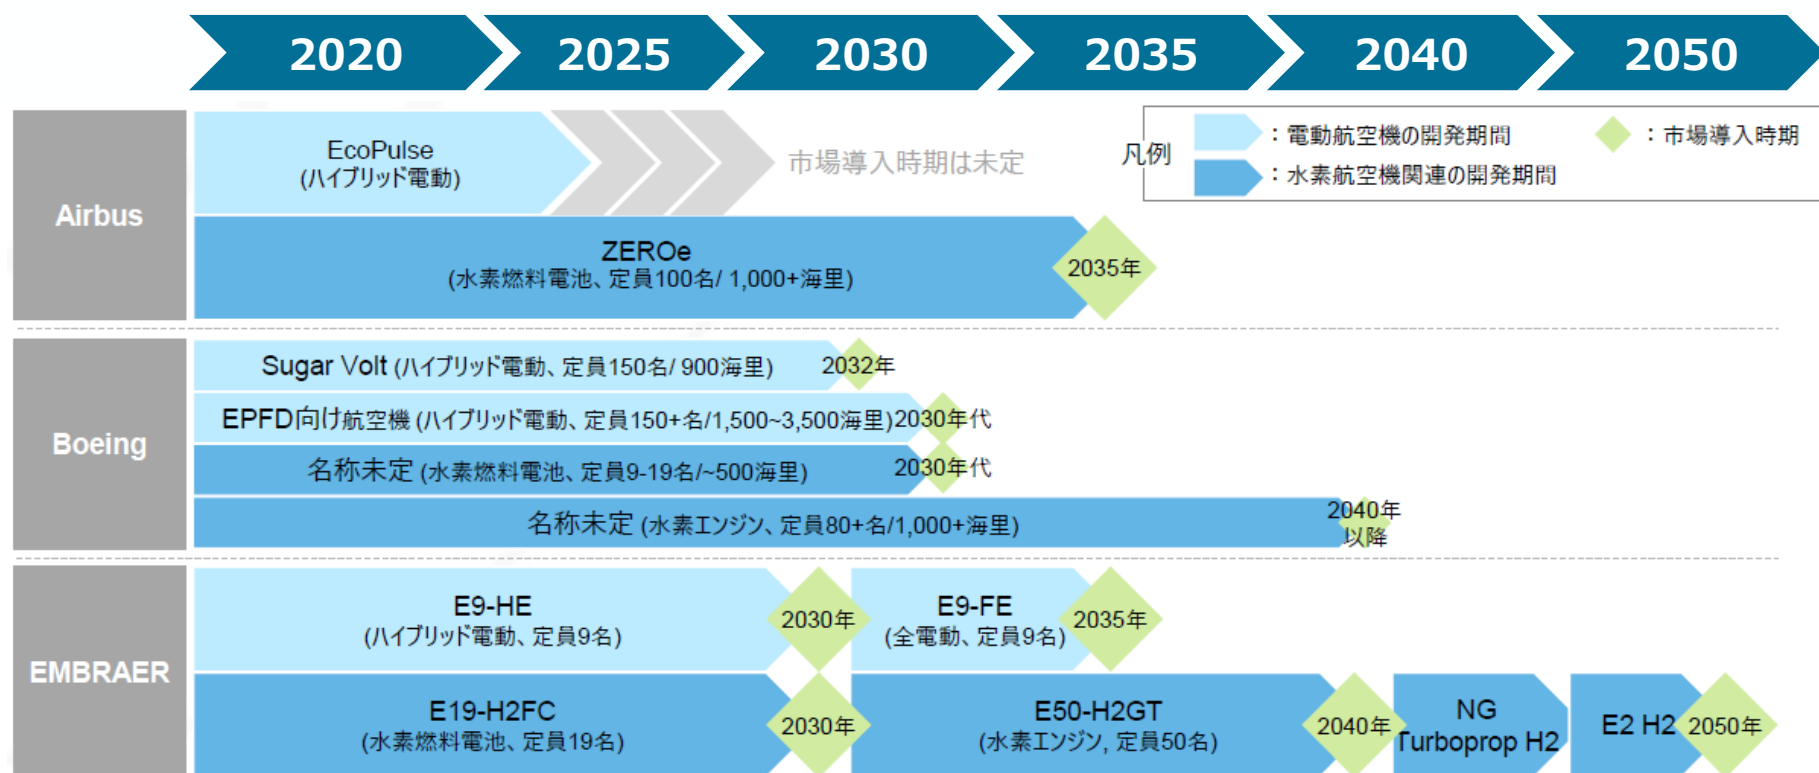 2020 2025 2030 2035 2040 2050
凡例
：電動航空機の開発期間
：市場導入時期
：水素航空機関連の開発期間
Airbus
EcoPulse
(ハイブリッド電動)
市場導入時期は未定
ZEROe
(水素燃料電池、定員100名/ 1,000+海里)
2035年
Boeing
Sugar Volt (ハイブリッド電動、定員150名/ 900海里)
2032年
EPFD向け航空機 (ハイブリッド電動、定員150+名/1,500~3,500海里)
2030年代
名称未定 (水素燃料電池、定員9-19名/~500海里)
2030年代
名称未定 (水素エンジン、定員80+名/1,000+海里)
2040年
以降
EMBRAER
E9-HE
(ハイブリッド電動、定員9名)
2030年
E9-FE
(全電動、定員9名)
2035年
E19-H2FC
(水素燃料電池、定員19名)
2030年
E50-H2GT
(水素エンジン, 定員50名)
2040年
NG
Turboprop H2
E2 H2
2050年